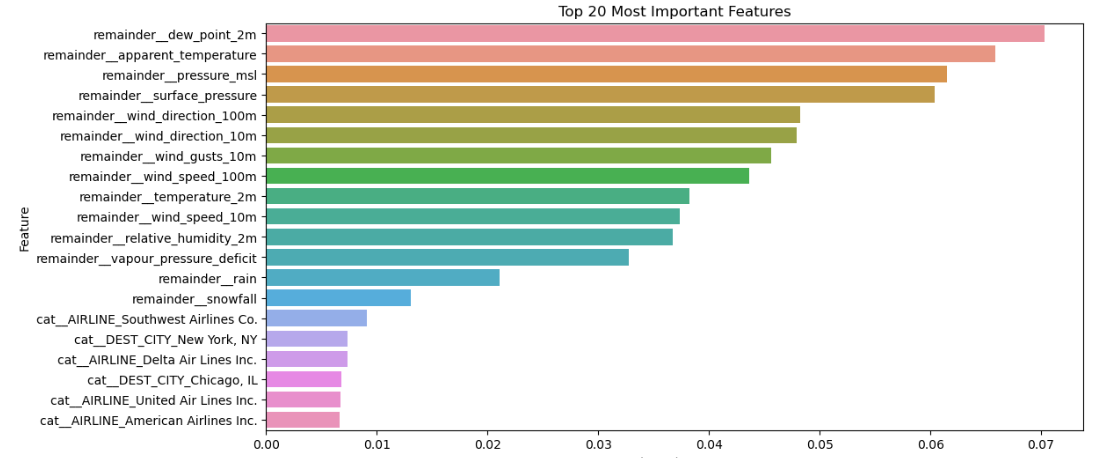 Top 20 Most Important Features
remainder__dew_point_2m
remainder__apparent_temperature
remainder__pressure_msl
remainder__surface_pressure
remainder__wind_direction_100m
remainder__wind_direction_10m
remainder__wind_gusts_10m
remainder__wind_speed_100m
remainder__temperature_2m
remainder__wind_speed_10m
remainder__relative_humidity_2m
remainder__vapour_pressure_deficit
remainder__rain
remainder__snowfall
cat__AIRLINE_Southwest Airlines Co.
cat__DEST_CITY_New York, NY
cat__AIRLINE_Delta Air Lines Inc.
cat__DEST_CITY_Chicago, IL
cat__AIRLINE_United Air Lines Inc.
cat__AIRLINE_American Airlines Inc.
Feature
0.00 0.01 0.02 0.03 0.04 0.05 0.06 0.07